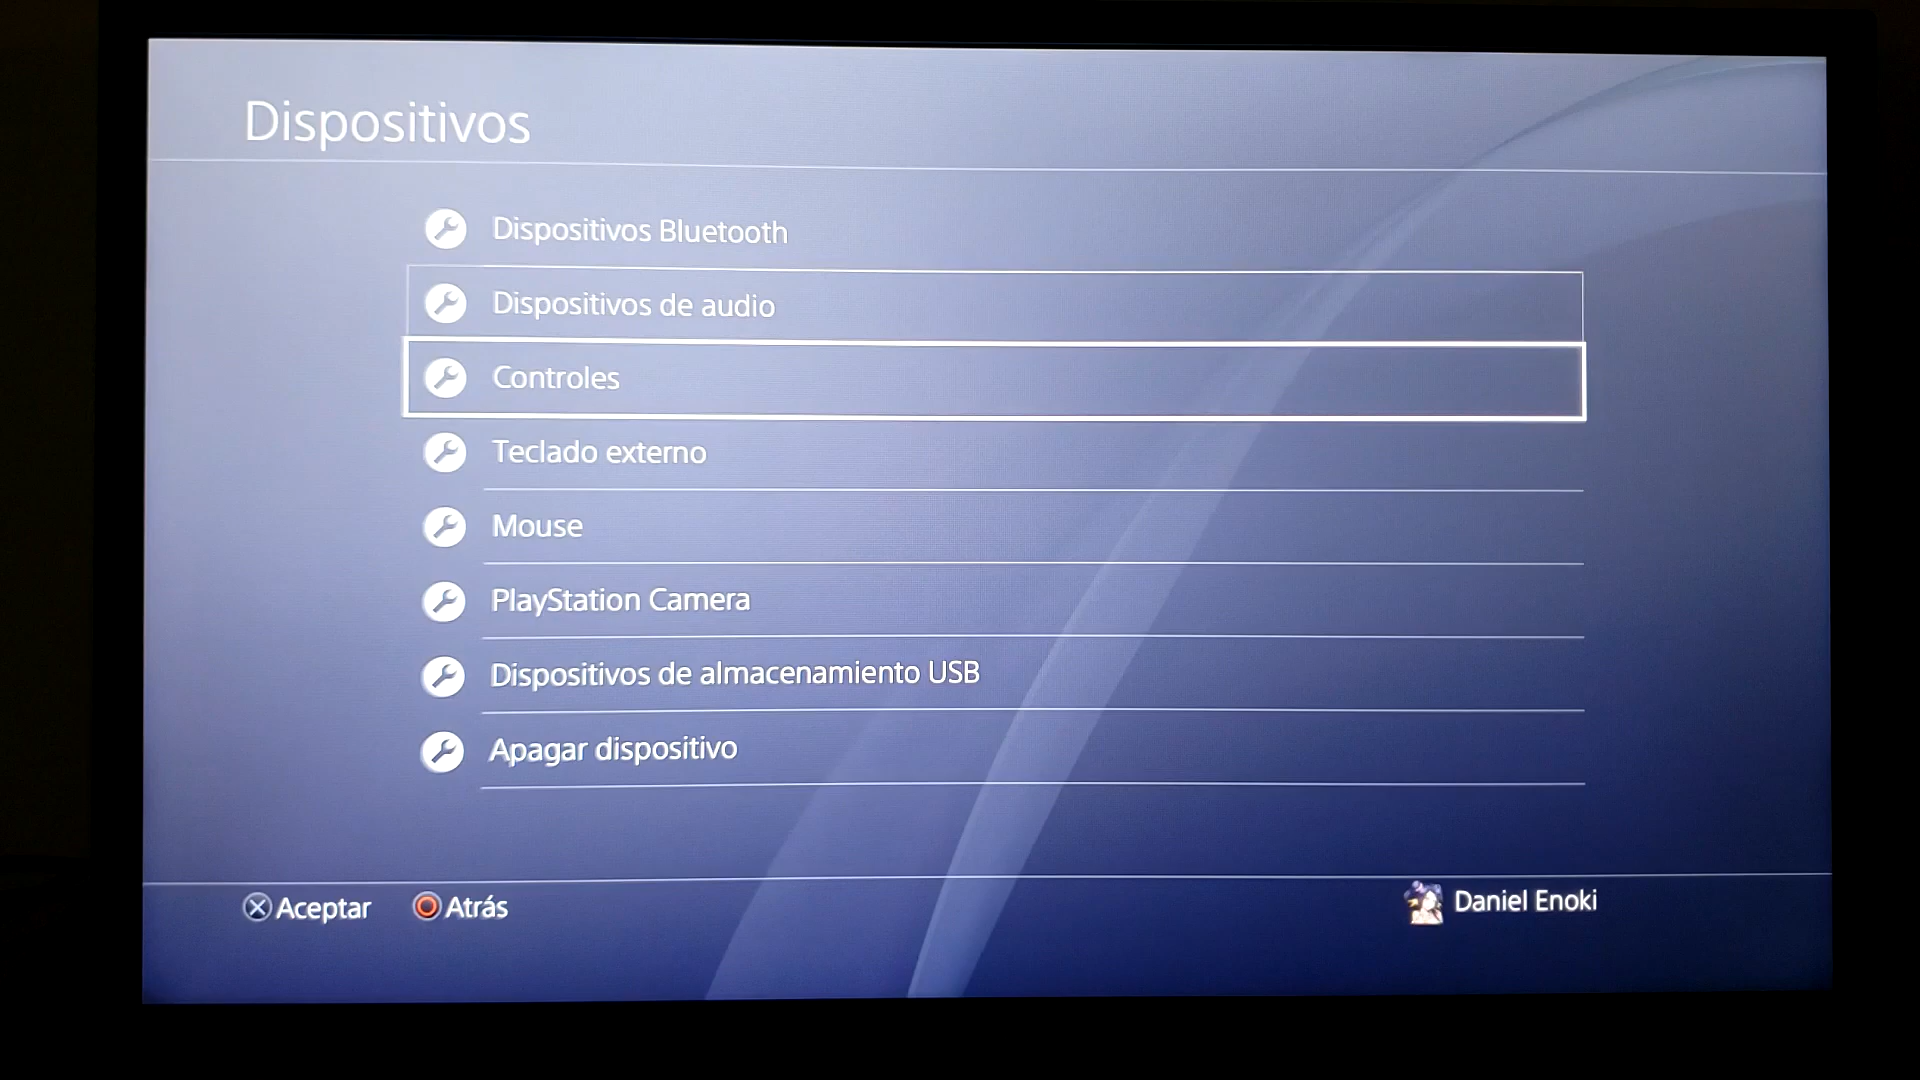 Dispositivos
Dispositivos Bluetooth
Dispositivos de audio
Controles
Teclado externo
Mouse
PlayStation Camera
Dispositivos de almacenamiento USB
Apagar dispositivo
Aceptar Atrás Daniel Enoki